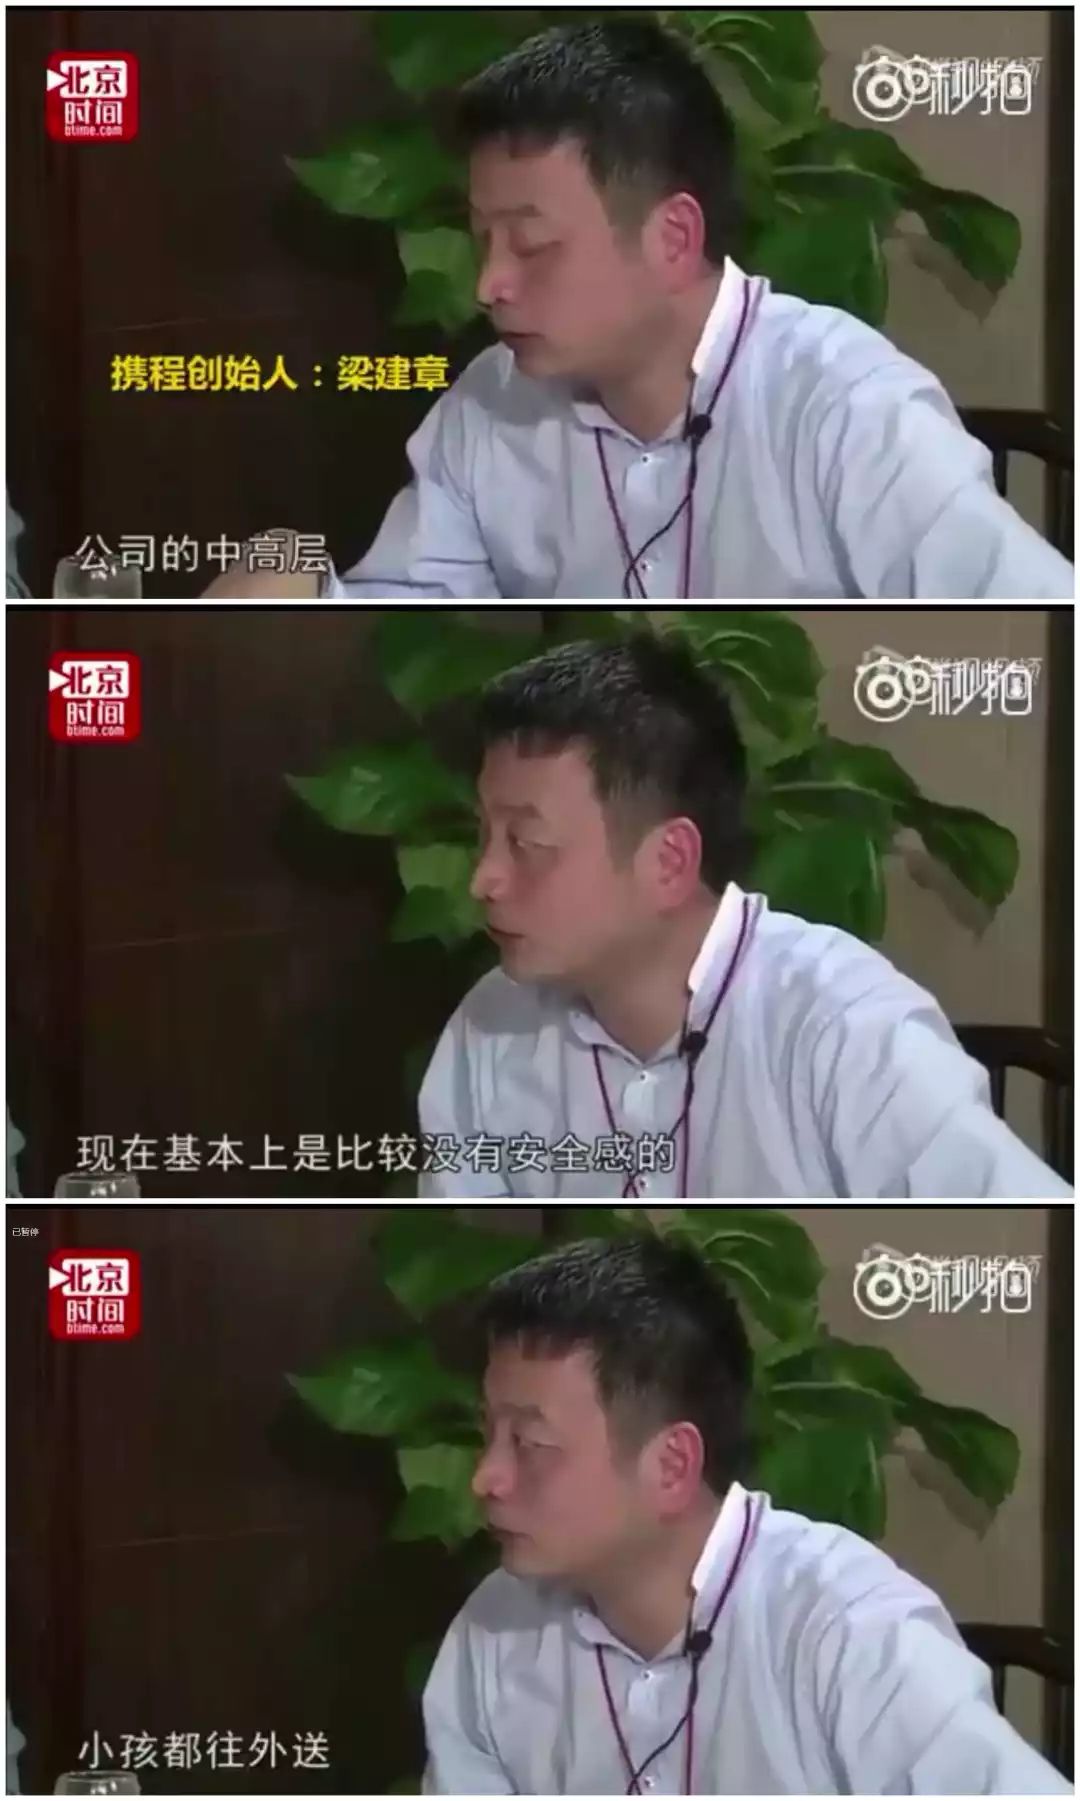 北京
时间
btime.com
秒拍
携程创始人：梁建章
公司的中高层
北京
时间
btime.com
秒拍
现在基本上是比较没有安全感的
已暂停
北京
时间
btime.com
秒拍
小孩都往外送